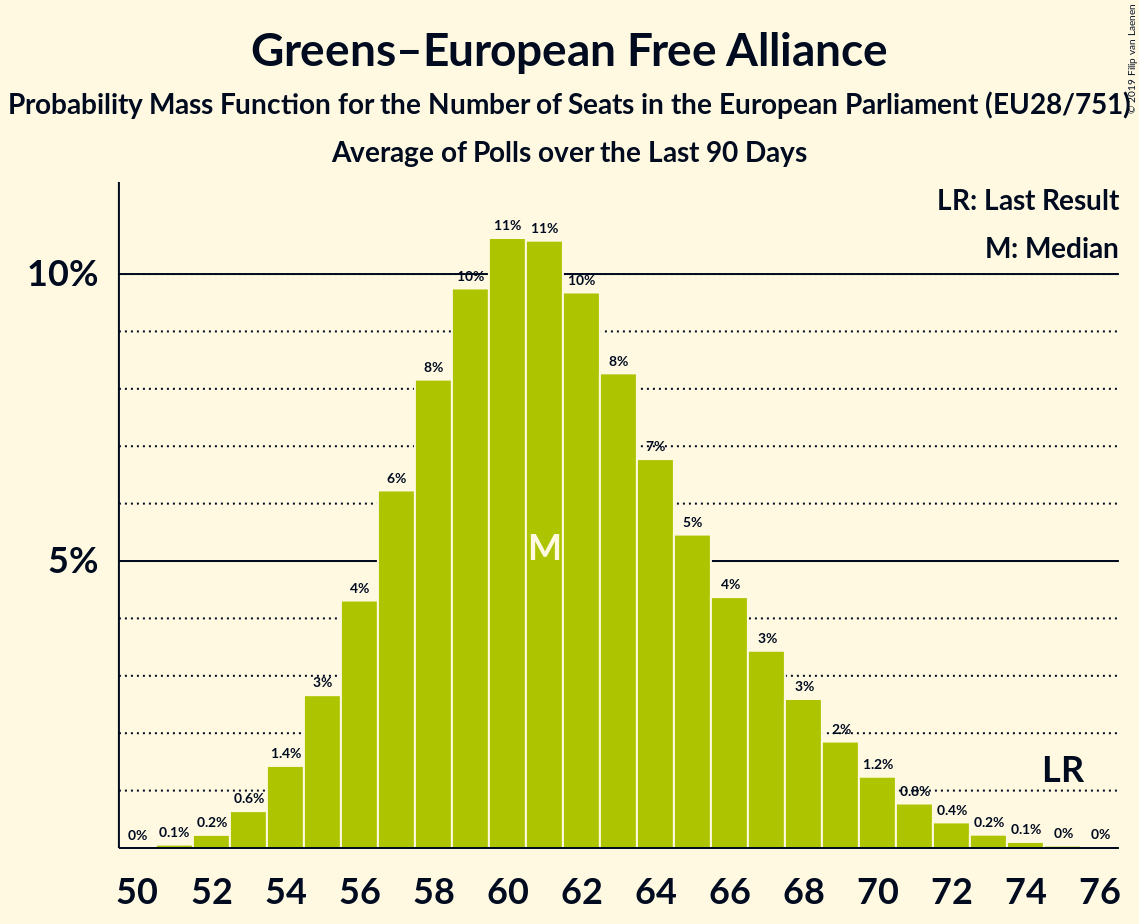 Greens–European Free Alliance
Probability Mass Function for the Number of Seats in the European Parliament (EU28/751)
Average of Polls over the Last 90 Days
© 2019 Filip van Laenen
LR: Last Result
M: Median
10%
5%
0% 0.1% 0.2% 0.6% 1.4% 3% 4% 6% 8% 10% 11% 11% 10% 8% 7% 5% 4% 3% 3% 2% 1.2% 0.8% 0.4% 0.2% 0.1% 0% 0%
M
LR
50 52 54 56 58 60 62 64 66 68 70 72 74 76